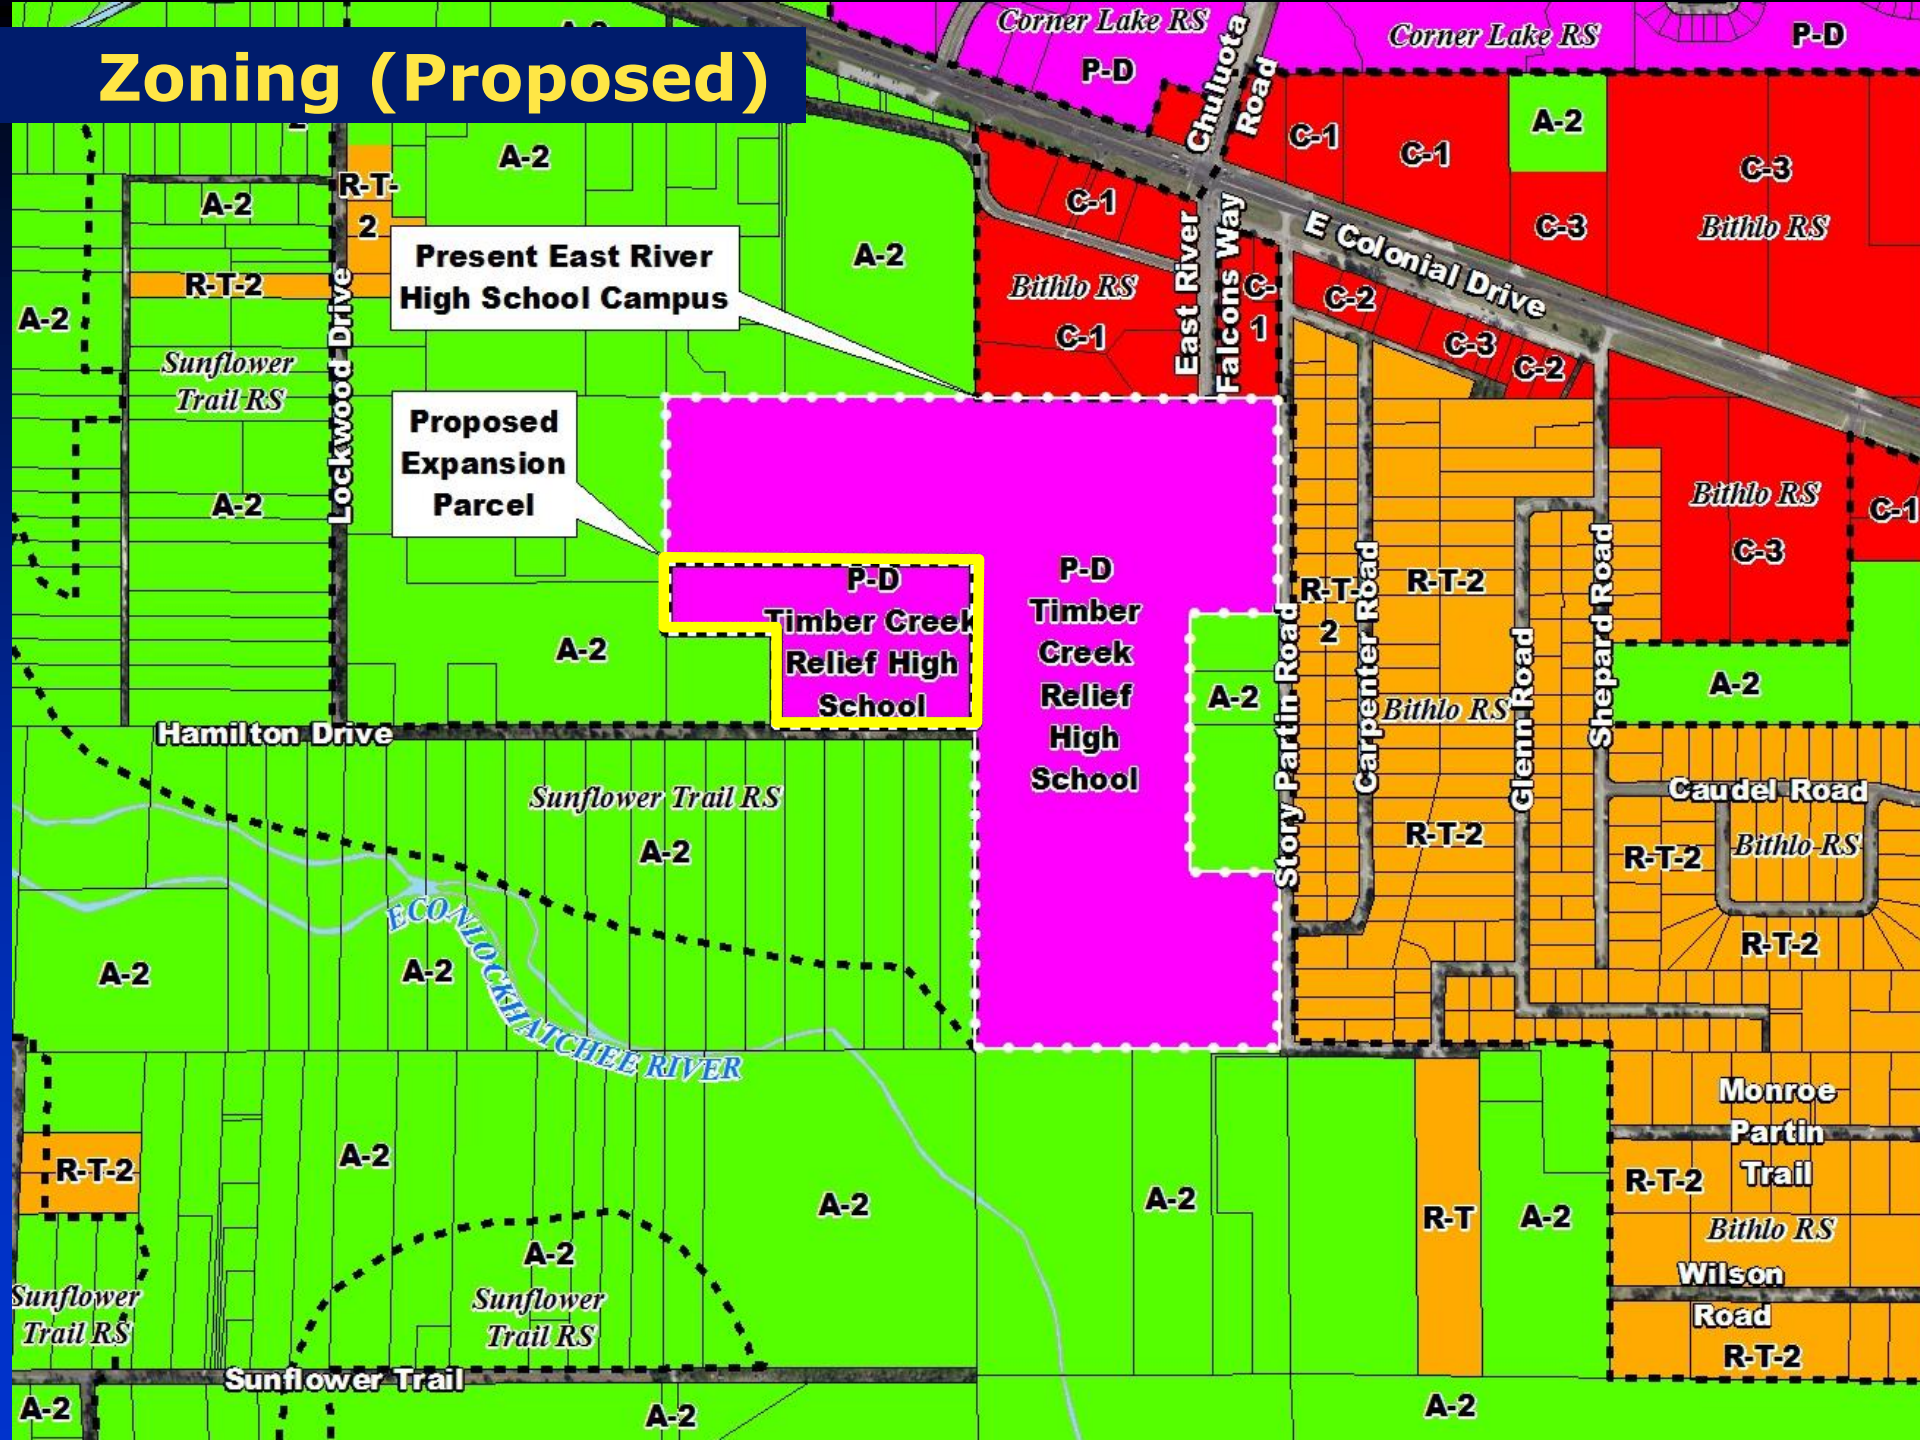 Zoning (Proposed)
Corner Lake RS
P-D
Corner Lake RS
P-D
Chuluota
Road
A-2
R-T-
2
A-2
R-T-2
A-2
Sunflower
Trail RS
Lockwood Drive
A-2
Present East River
High School Campus
A-2
C-1
Bithlo RS
C-1
East River
Falcons Way
C-
1
C-1
C-1
A-2
C-3
C-3
Bithlo RS
E Colonial Drive
C-2
C-3
C-2
Proposed
Expansion
Parcel
A-2
P-D
Timber Creek
Relief High
School
P-D
Timber
Creek
Relief
High
School
A-2
Story Partin Road
R-T-
2
Carpenter Road
R-T-2
Bithlo RS
Glenn Road
Shepard Road
Bithlo RS
C-3
C-1
A-2
Hamilton Drive
Sunflower Trail RS
A-2
R-T-2
Caudel Road
R-T-2
Bithlo RS
R-T-2
A-2
A-2
ECONLOCKHATCHEE RIVER
R-T-2
A-2
A-2
A-2
R-T
A-2
Monroe
Partin
Trail
R-T-2
Bithlo RS
Wilson
Road
R-T-2
Sunflower
Trail RS
A-2
Sunflower
Trail RS
Sunflower Trail
A-2
A-2
A-2